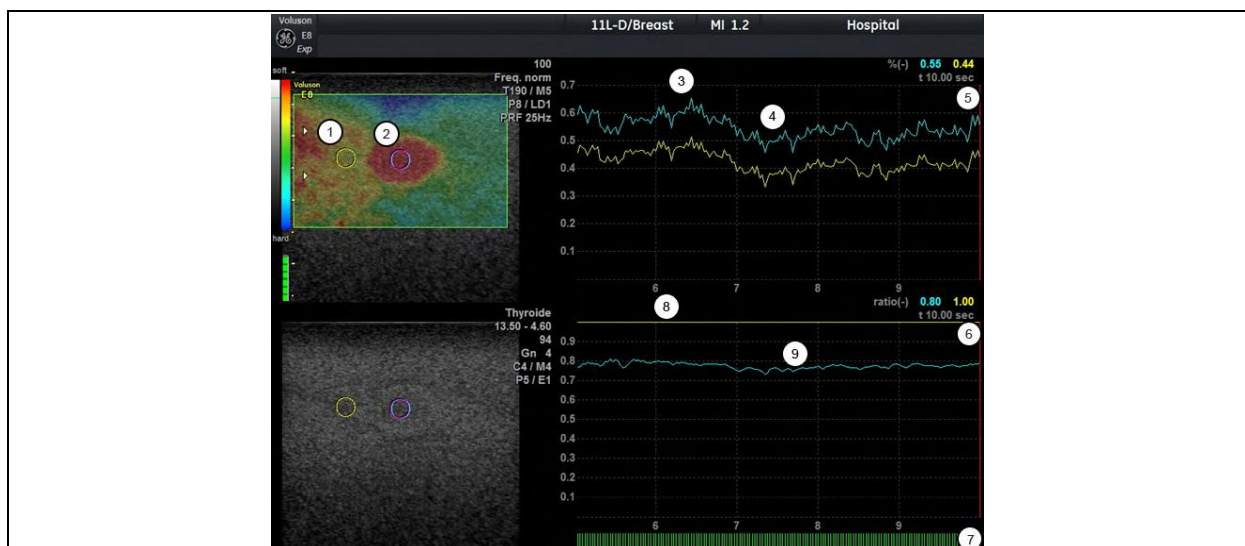 Voluson
E8
Exp
11L-D/Breast MI 1.2 Hospital
soft
Voluson
E8
hard
100
Freq. norm
T190 / M5
P8 / LD1
PRF 25Hz
1
2
%(-) 0.55 0.44
t 10.00 sec
0.7
0.6
0.5
0.4
0.3
0.2
0.1
3
4
5
6 7 8 9
Thyroide
13.50 - 4.60
94
Gn 4
C4 / M4
P5 / E1
ratio(-) 0.80 1.00
t 10.00 sec
8
6
9
0.9
0.8
0.7
0.6
0.5
0.4
0.3
0.2
0.1
6 7 8 9
7